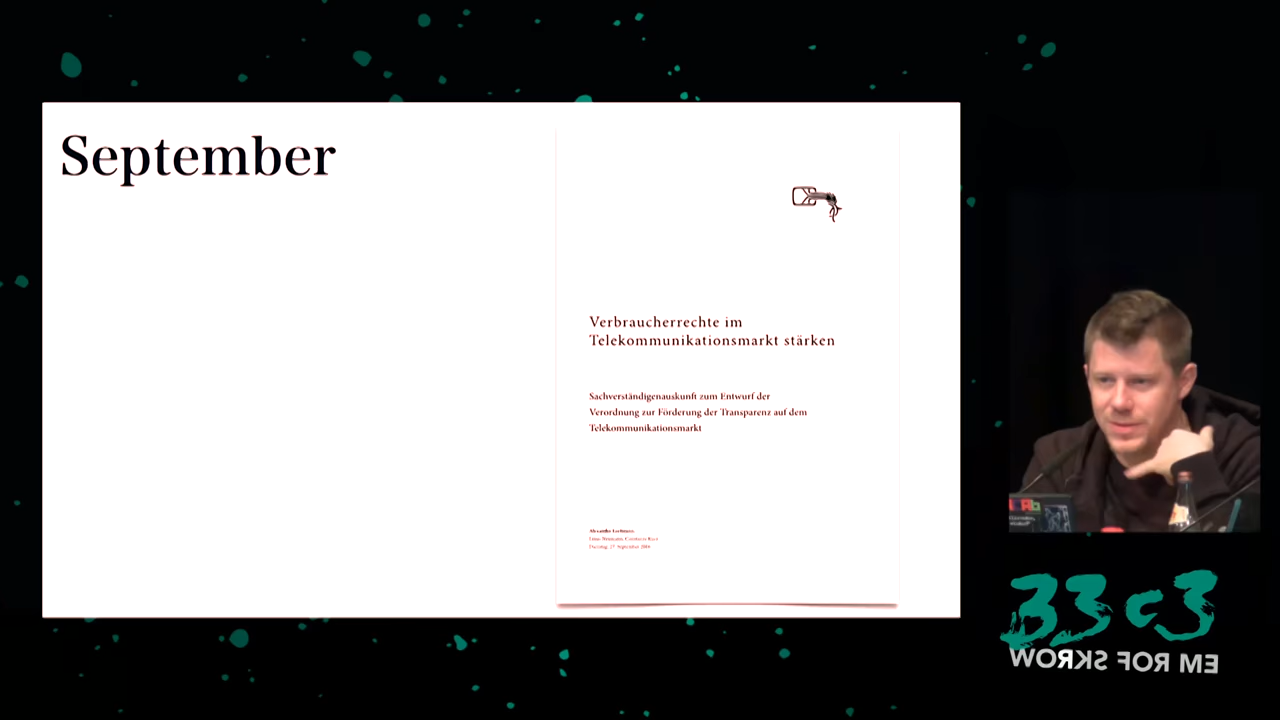 September
Verbraucherrechte im
Telekommunikationsmarkt stärken
Sachverständigenauskunft zum Entwurf der
Verordnung zur Förderung der Transparenz auf dem
Telekommunikationsmarkt
33c3
WORKS FOR ME